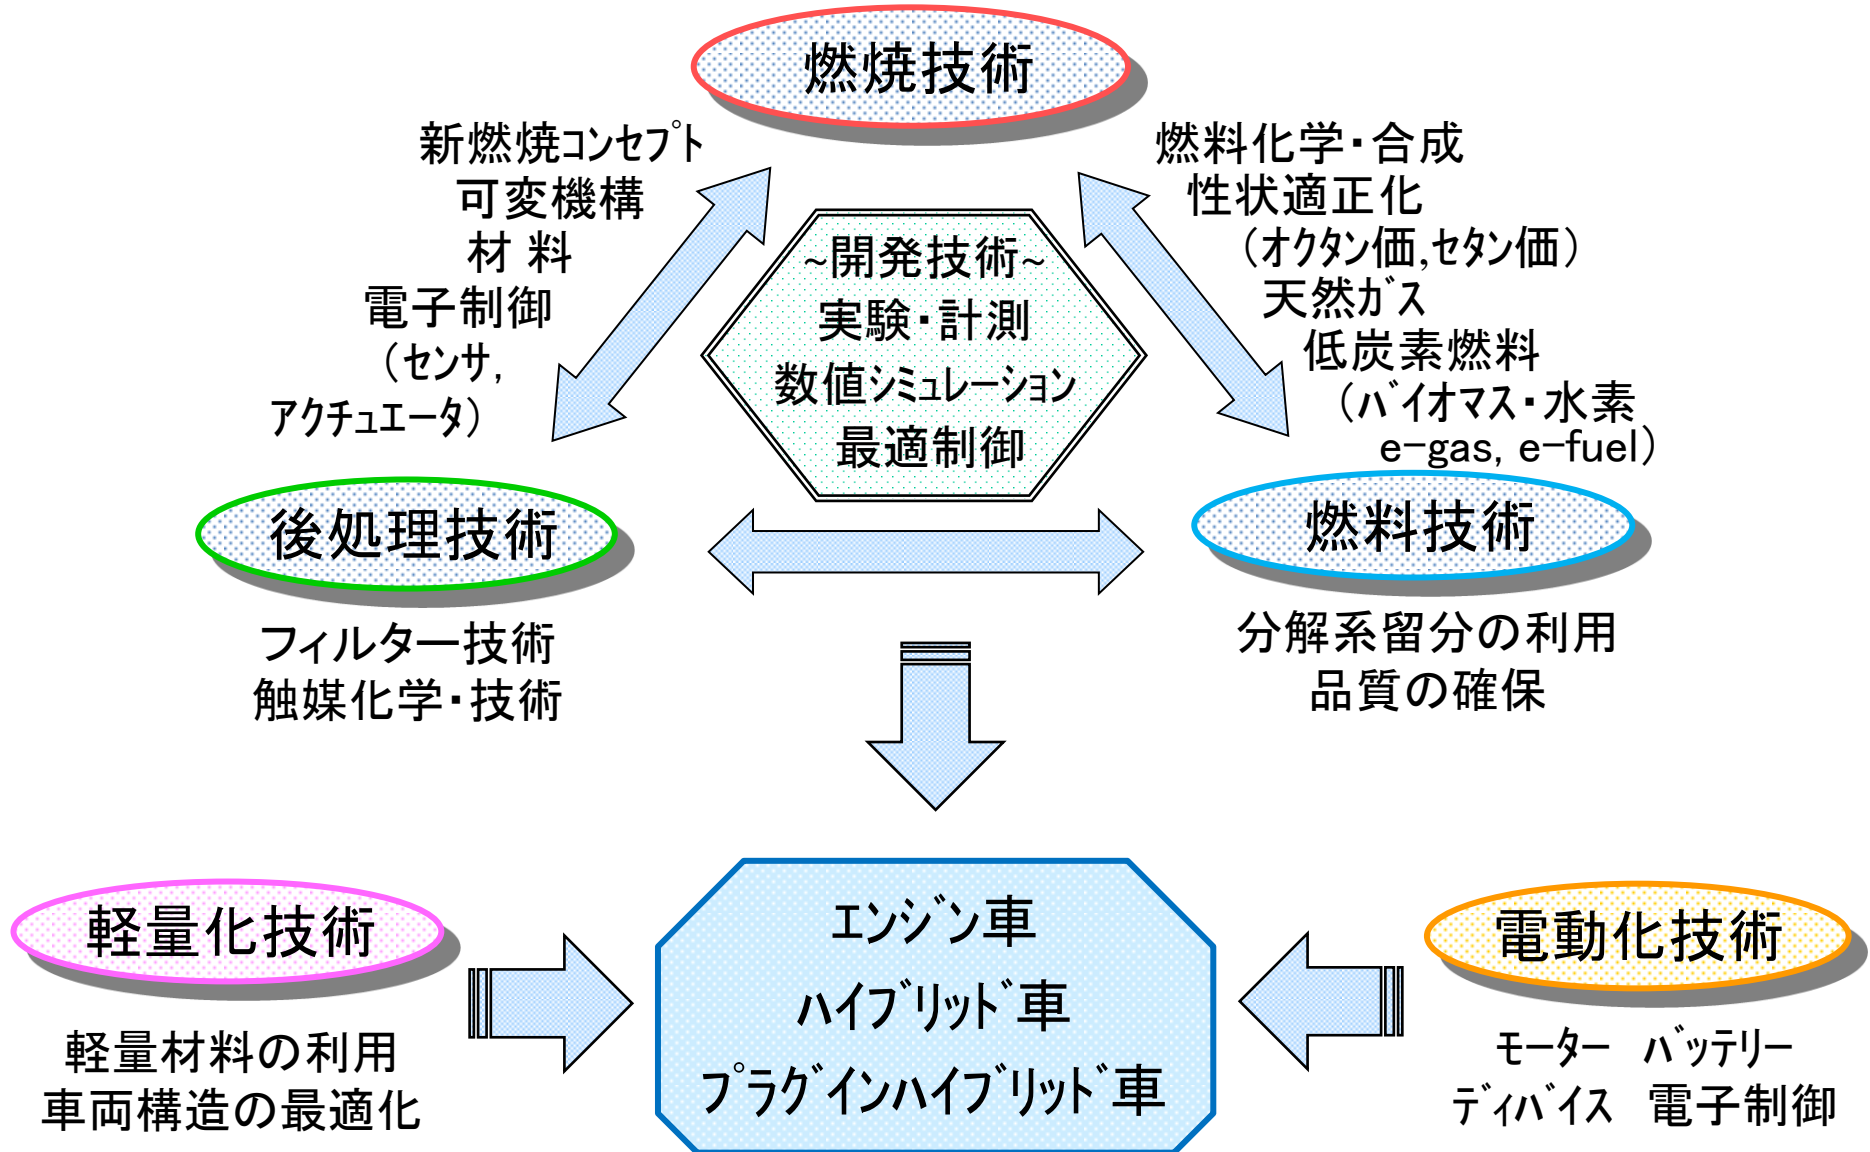 燃焼技術
新燃焼コンセプト
可変機構
材 料
電子制御
（センサ,
アクチュエータ）
燃料化学・合成
性状適正化
（オクタン価,セタン価）
天然ガス
低炭素燃料
（バイオマス・水素
e-gas, e-fuel）
~開発技術~
実験・計測
数値シミュレーション
最適制御
後処理技術
フィルター技術
触媒化学・技術
燃料技術
分解系留分の利用
品質の確保
軽量化技術
軽量材料の利用
車両構造の最適化
エンジン車
ハイブリッド車
プラグインハイブリッド車
電動化技術
モーター　バッテリー
ディバイス　電子制御